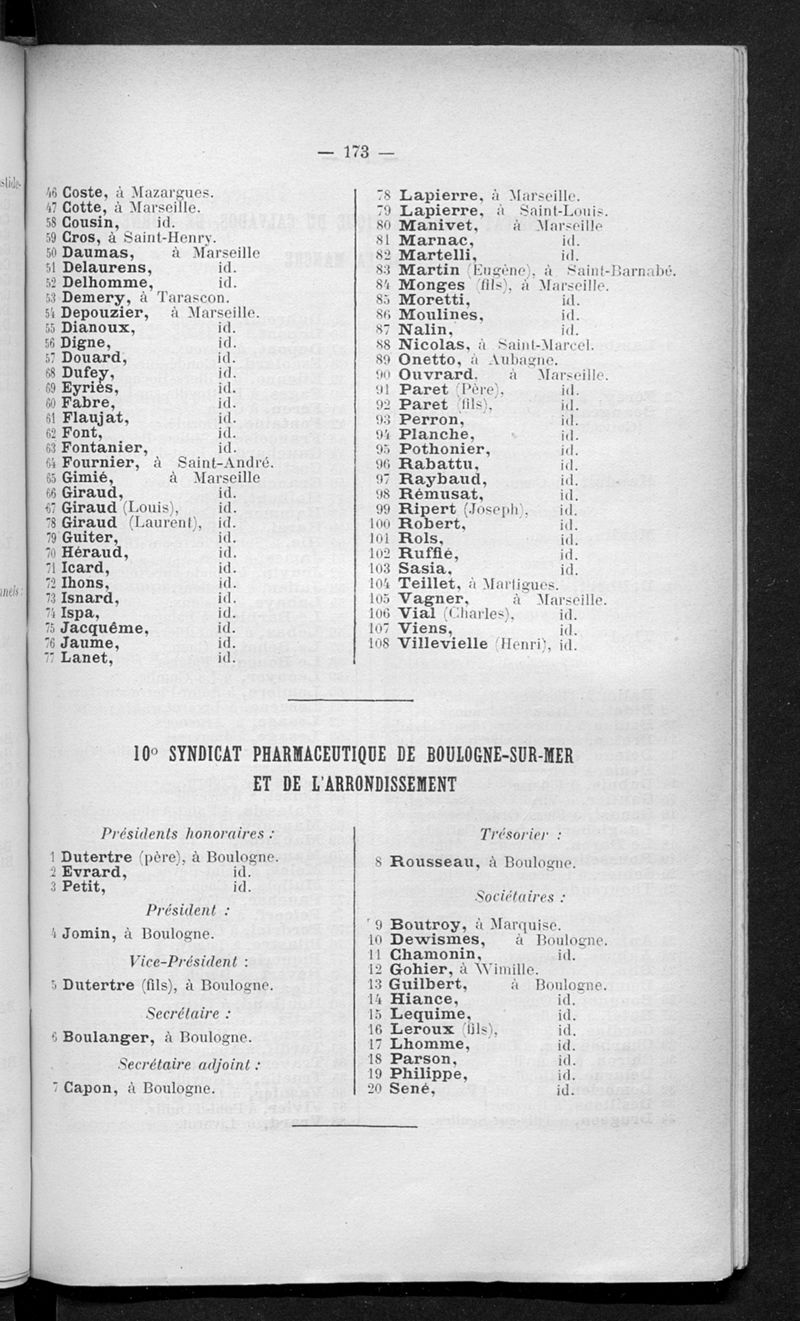 — 173 —
46 Coste, à Mazargues.
47 Cotte, à Marseille.
58 Cousin, id.
59 Cros, à Saint-Henry.
50 Daumas, à Marseille
51 Delaurens, id.
52 Delhomme, id.
53 Demery, à Tarascon.
54 Depouzier, à Marseille.
55 Dianoux, id.
56 Digne, id.
57 Douard, id.
68 Dufey, id.
69 Eyriés, id.
60 Fabre, id.
61 Flaujat, id.
62 Font, id.
63 Fontanier, id.
64 Fournier, à Saint-André.
65 Gimié, à Marseille
66 Giraud, id.
67 Giraud (Louis), id.
78 Giraud (Laurent), id.
79 Guiter, id.
70 Héraud, id.
71 Icard, id.
72 Ihons, id.
73 Isnard, id.
74 Ispa, id.
75 Jacquême, id.
76 Jaume, id.
77 Lanet, id.
78 Lapierre, à Marseille.
79 Lapierre, à Saint-Louis.
80 Manivet, à Marseille
81 Marnac, id.
82 Martelli, id.
83 Martin (Eugène), à Saint-Barnabé.
84 Monges (fils), à Marseille.
85 Moretti, id.
86 Moulines, id.
87 Nalin, id.
88 Nicolas, à Saint-Marcel.
89 Onetto, à Aubagne.
90 Ouvrard, à Marseille.
91 Paret (Père), id.
92 Paret (fils), id.
93 Perron, id.
94 Planche, id.
95 Pothonier, id.
96 Rabattu, id.
97 Raybaud, id.
98 Rémusat, id.
99 Ripert (Joseph), id.
100 Robert, id.
101 Rols, id.
102 Ruffié, id.
103 Sasia, id.
104 Teillet, à Martigues.
105 Vagner, à Marseille.
106 Vial (Charles), id.
107 Viens, id.
108 Villevielle (Henri), id.
10° SYNDICAT PHARMACEUTIQUE DE BOULOGNE-SUR-MER
ET DE L'ARRONDISSEMENT
Présidents honoraires :
1 Dutertre (père), à Boulogne.
2 Evrard, id.
3 Petit, id.
Président :
4 Jomin, à Boulogne.
Vice-Président :
5 Dutertre (fils), à Boulogne.
Secrétaire :
6 Boulanger, à Boulogne.
Secrétaire adjoint :
7 Capon, à Boulogne.
Trésorier :
8 Rousseau, à Boulogne.
Sociétaires :
9 Boutroy, à Marquise.
10 Dewismes, à Boulogne.
11 Chamonin, id.
12 Gohier, à Wimille.
13 Guilbert, à Boulogne.
14 Hiance, id.
15 Lequime, id.
16 Leroux (fils), id.
17 Lhomme, id.
18 Parson, id.
19 Philippe, id.
20 Sené, id.